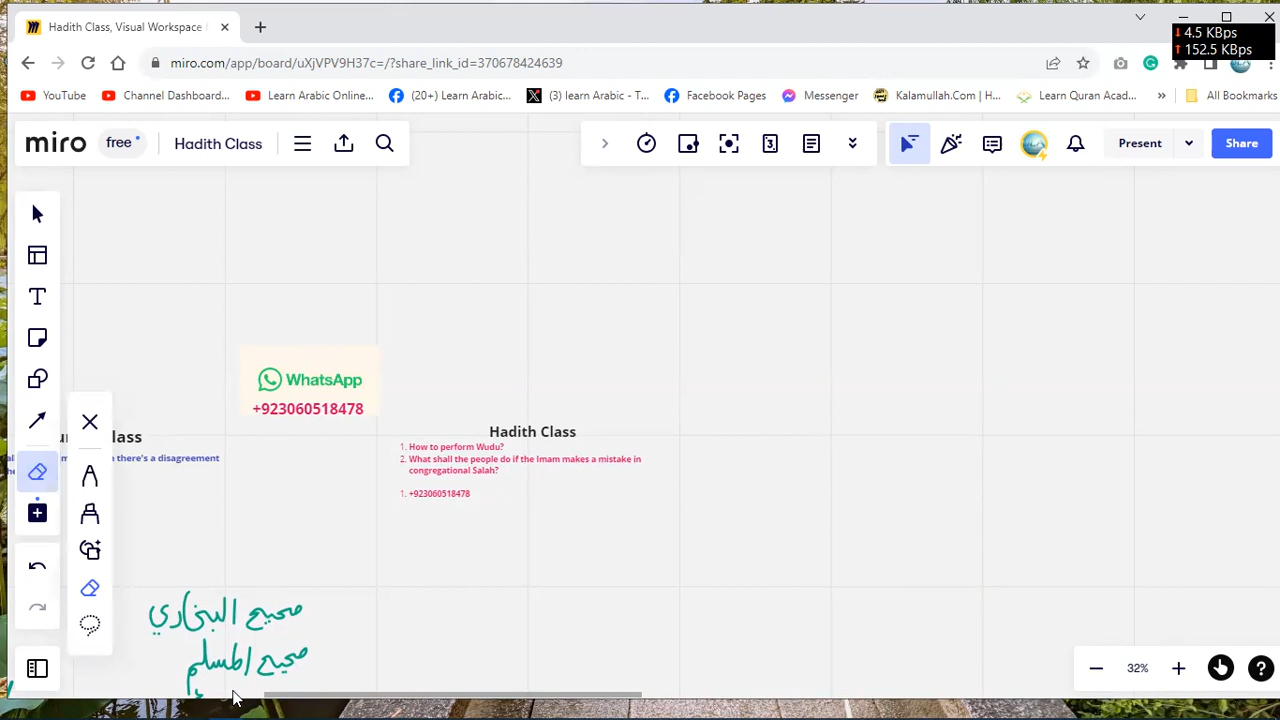 Hadith Class, Visual Workspace
4.5 KBps
152.5 KBps
miro.com/app/board/uXjVPV9H37c=/?share_link_id=370678424639
YouTube
Channel Dashboard...
Learn Arabic Online...
(20+) Learn Arabic...
(3) learn Arabic - T...
Facebook Pages
Messenger
Kalamullah.Com | H...
Learn Quran Acad...
»
All Bookmarks
miro
free
Hadith Class
Present
Share
WhatsApp
+923060518478
Hadith Class
1. How to perform Wudu?
2. What shall the people do if the Imam makes a mistake in
congregational Salah?
1. +923060518478
there's a disagreement
صحيح البخاري
صحيح المسلم
32%